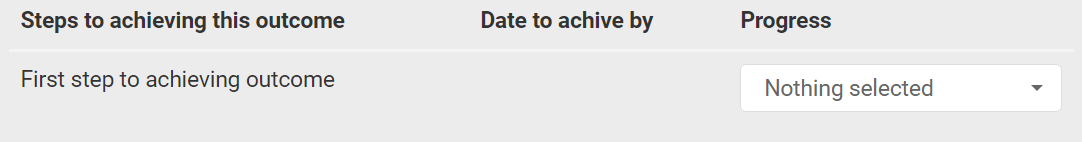 Steps to achieving this outcome Date to achive by Progress
First step to achieving outcome Nothing selected